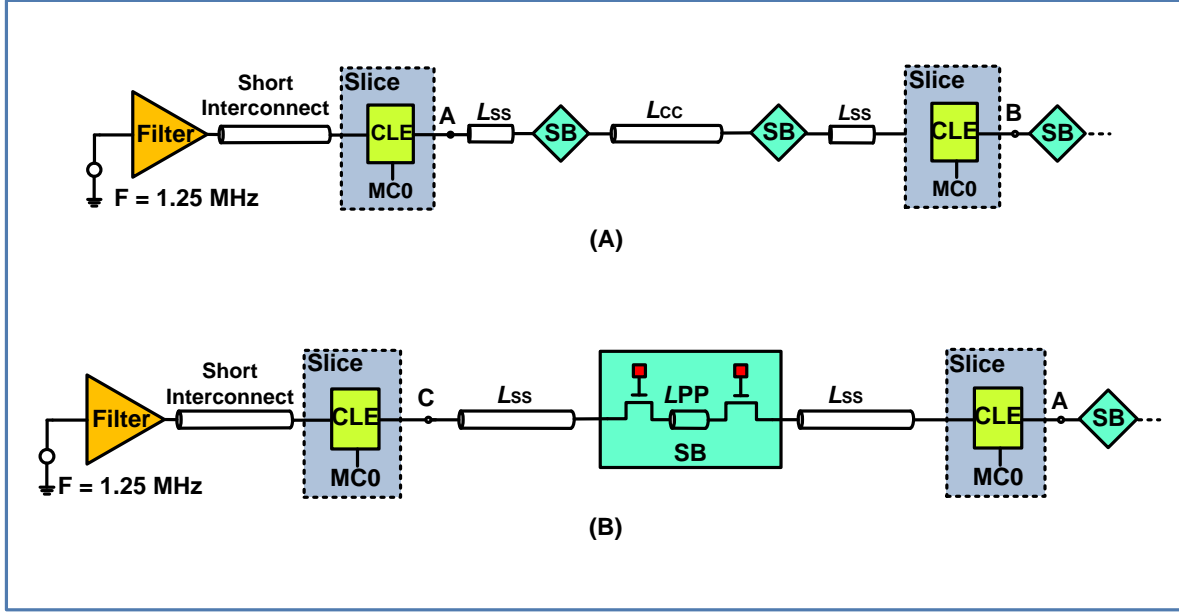 Short
Interconnect
Slice
Filter
CLE
A
LSS
SB
LCC
SB
LSS
Slice
CLE
B
SB
MC0
MC0
F = 1.25 MHz
(A)
Short
Interconnect
Slice
Filter
CLE
C
LSS
LPP
SB
LSS
Slice
CLE
A
SB
MC0
MC0
F = 1.25 MHz
(B)